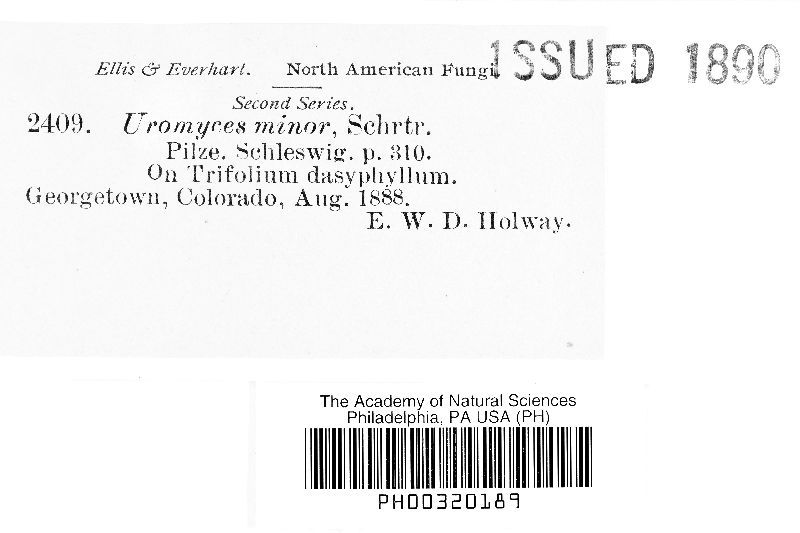 Ellis & Everhart. North American Fungi. ISSUED 1890
Second Series.
2409. Uromyces minor, Schrtr.
Pilze. Schleswig. p. 310.
On Trifolium dasyphyllum.
Georgetown, Colorado, Aug. 1888.
E. W. D. Holway.
The Academy of Natural Sciences
Philadelphia, PA USA (PH)
PH00320189